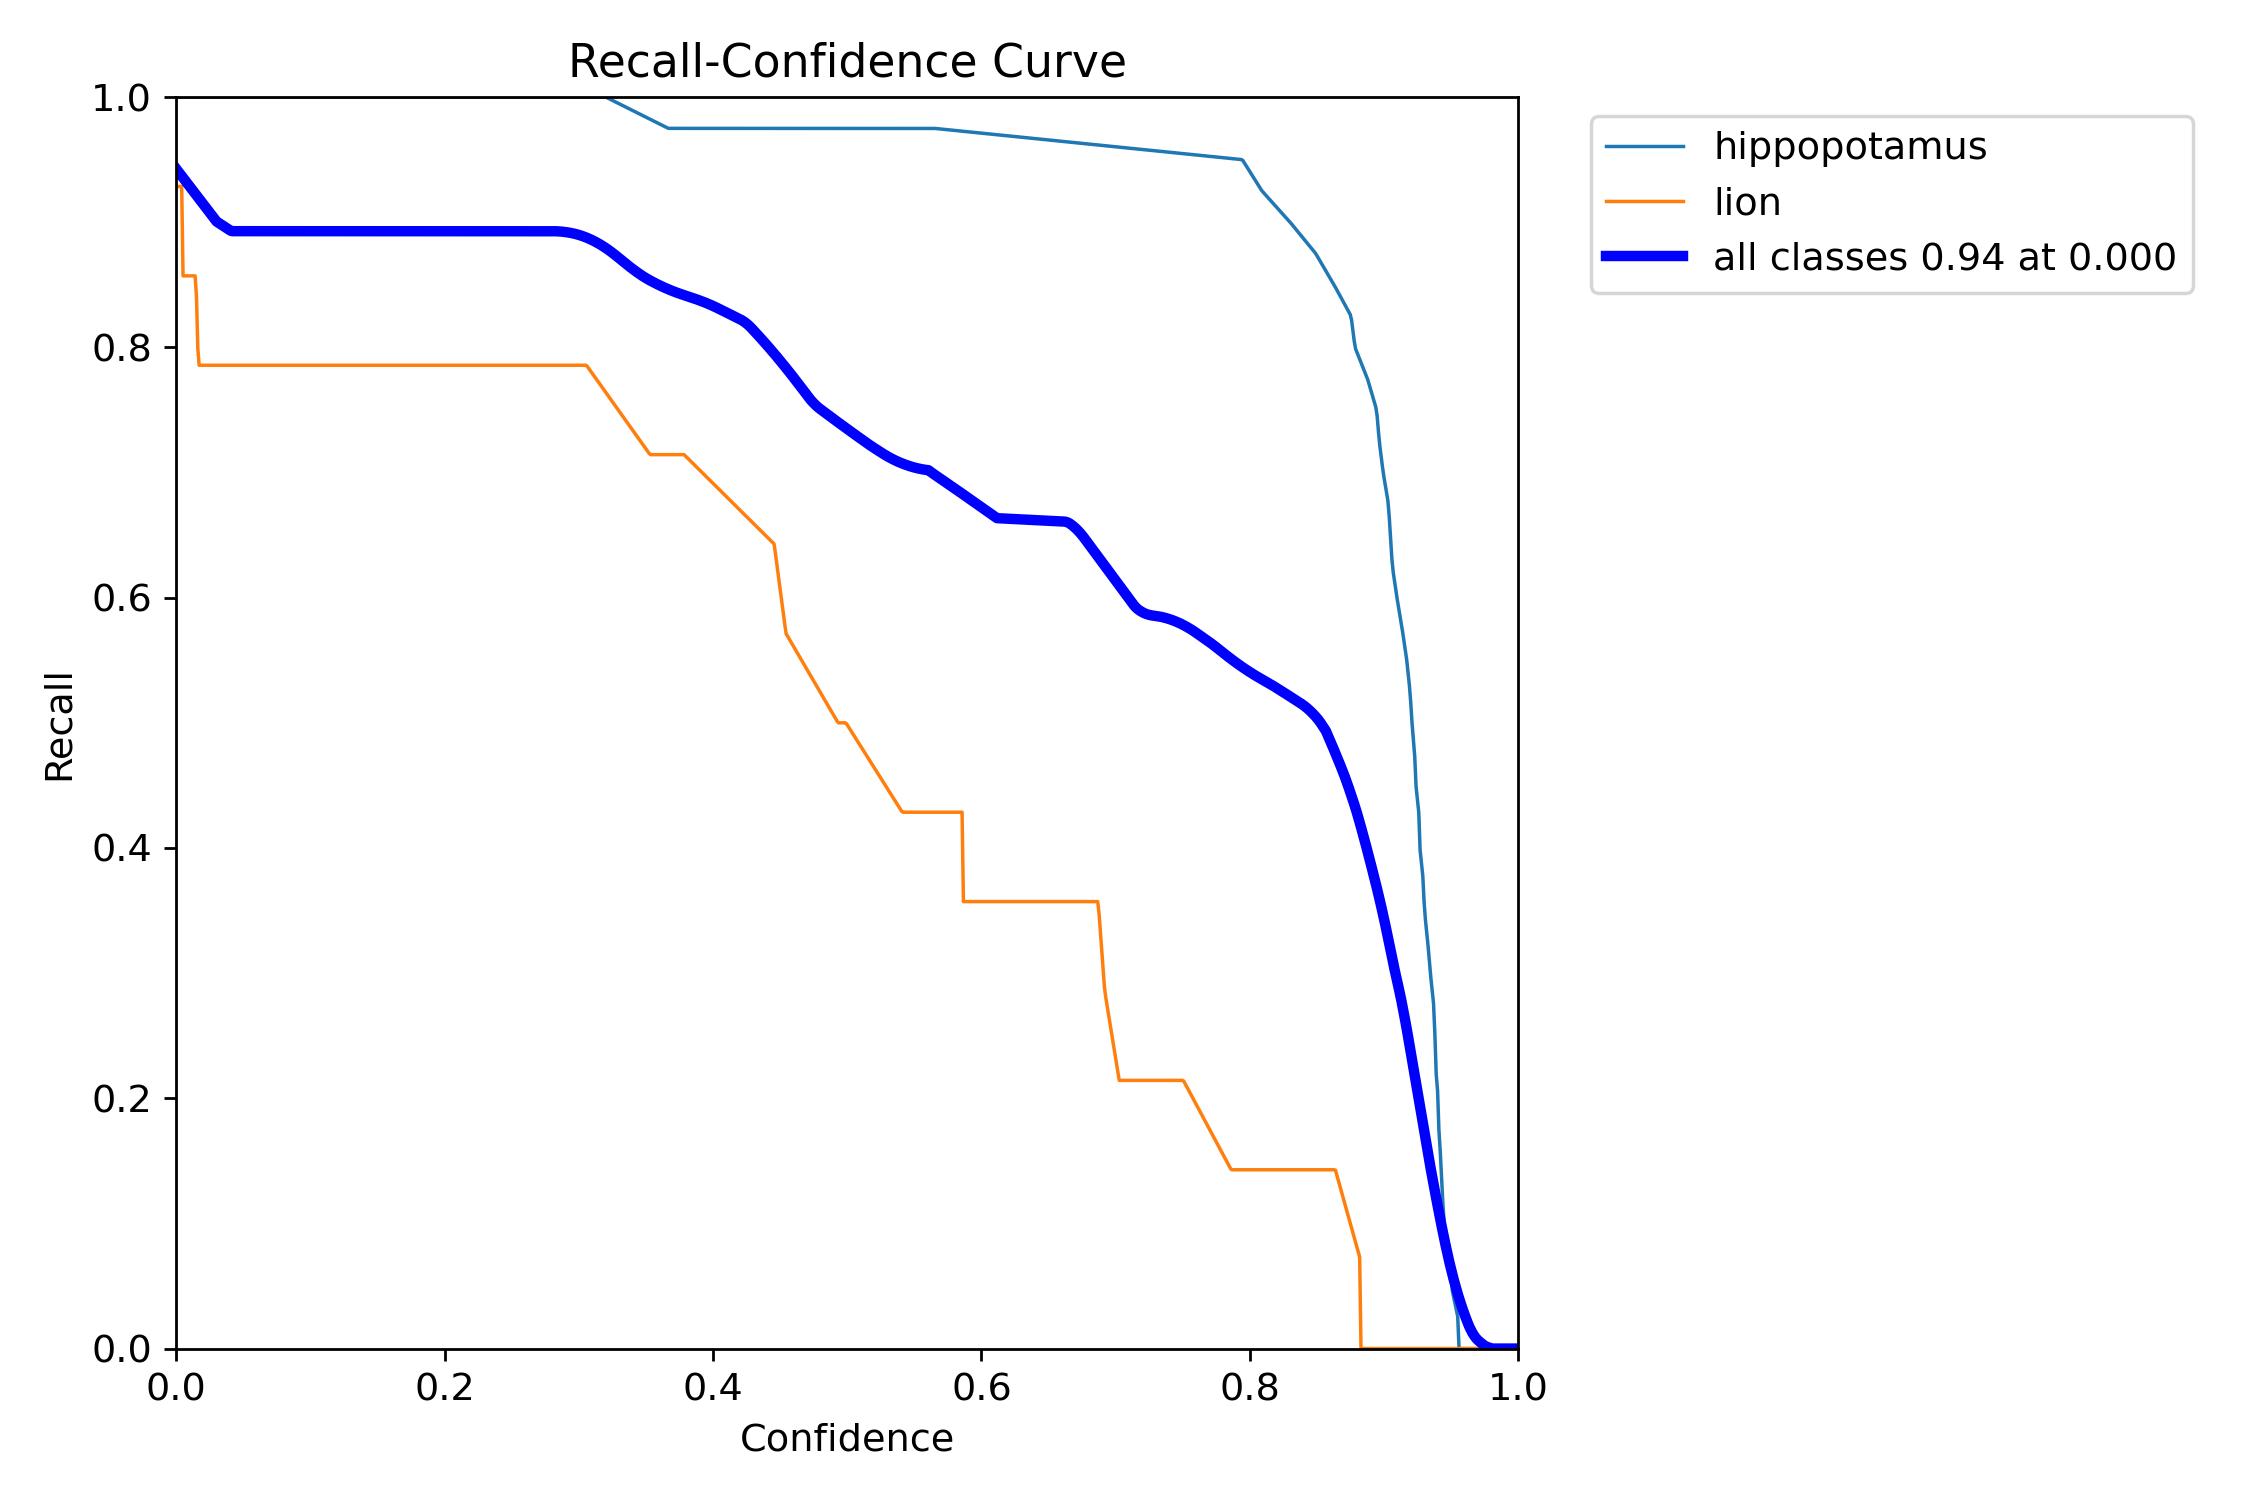 Recall-Confidence Curve
1.0
0.8
0.6
0.4
0.2
0.0
Recall
0.0 0.2 0.4 0.6 0.8 1.0
Confidence
hippopotamus
lion
all classes 0.94 at 0.000